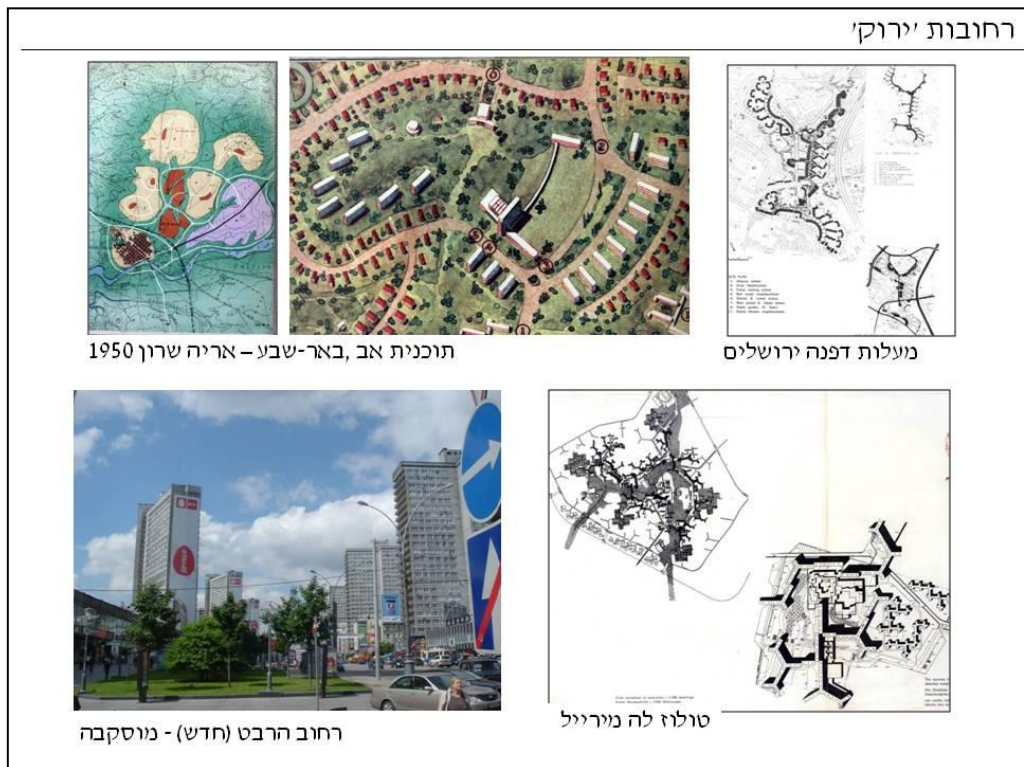 רחובות 'ירוק'
תוכנית אב ,באר-שבע – אריה שרון 1950
מעלות דפנה ירושלים
רחוב הרבט (חדש) - מוסקבה
טולוז לה מירייל